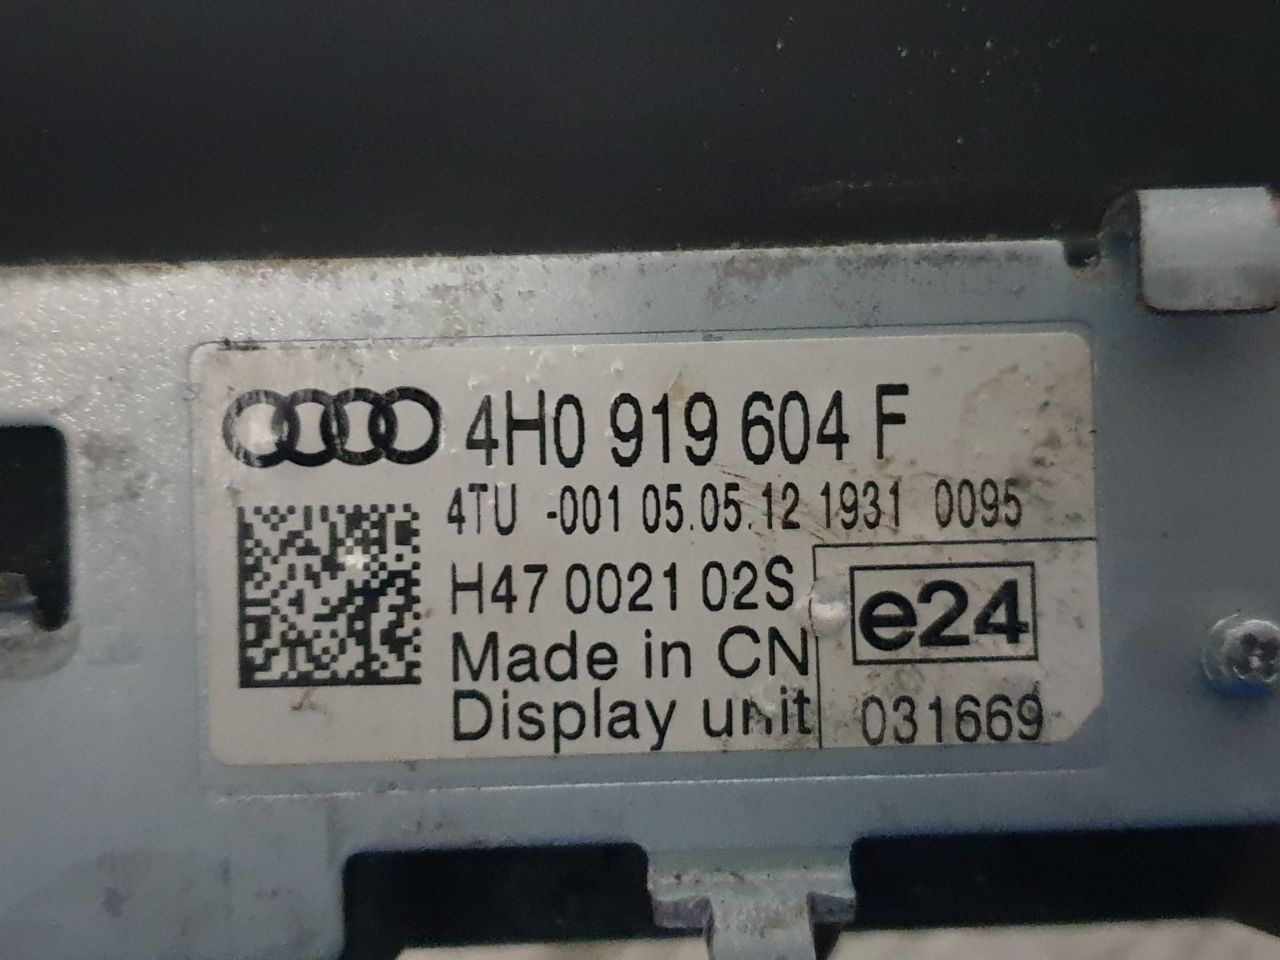 4H0 919 604 F
4TU -001 05.05.12 1931 0095
H47 0021 02S
e24
Made in CN
Display unit
031669